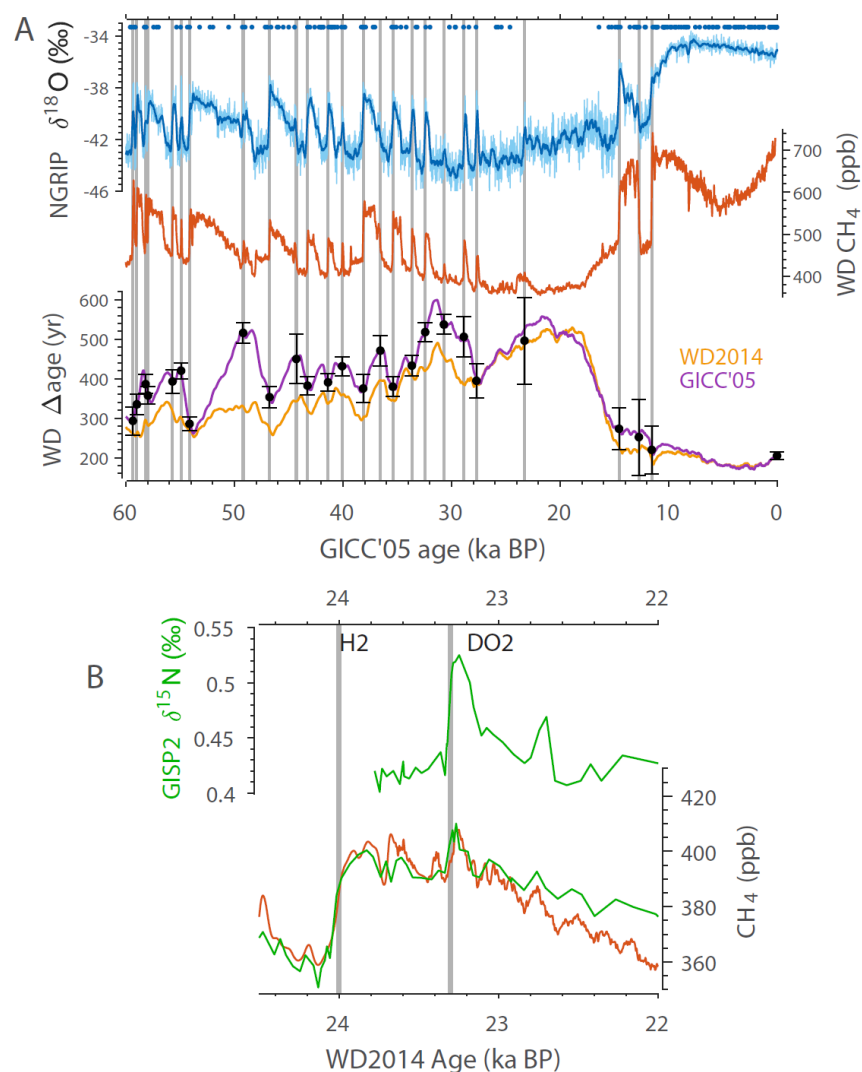 A
NGRIP δ18O (‰)
-34
-38
-42
-46
WD CH4 (ppb)
700
600
500
400
WD Δage (yr)
600
500
400
300
200
WD2014
GICC'05
60 50 40 30 20 10 0
GICC'05 age (ka BP)
24 23 22
B
H2 DO2
GISP2 δ15N (‰)
0.55
0.5
0.45
0.4
CH4 (ppb)
420
400
380
360
24 23 22
WD2014 Age (ka BP)